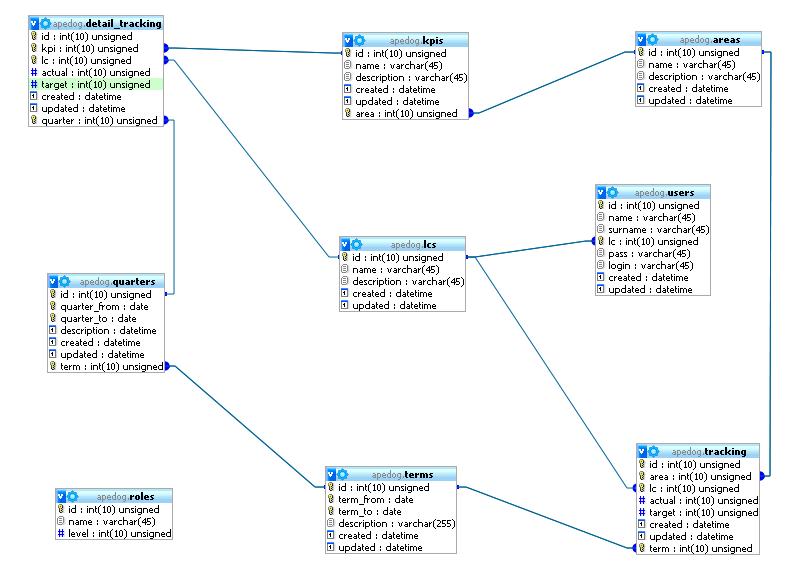 apedog.detail_tracking
id : int(10) unsigned
kpi : int(10) unsigned
lc : int(10) unsigned
# actual : int(10) unsigned
# target : int(10) unsigned
created : datetime
updated : datetime
quarter : int(10) unsigned
apedog.kpis
id : int(10) unsigned
name : varchar(45)
description : varchar(45)
created : datetime
updated : datetime
area : int(10) unsigned
apedog.areas
id : int(10) unsigned
name : varchar(45)
description : varchar(45)
created : datetime
updated : datetime
apedog.users
id : int(10) unsigned
name : varchar(45)
surname : varchar(45)
lc : int(10) unsigned
pass : varchar(45)
login : varchar(45)
created : datetime
updated : datetime
apedog.lcs
id : int(10) unsigned
name : varchar(45)
description : varchar(45)
created : datetime
updated : datetime
apedog.quarters
id : int(10) unsigned
quarter_from : date
quarter_to : date
description : datetime
created : datetime
updated : datetime
term : int(10) unsigned
apedog.tracking
id : int(10) unsigned
area : int(10) unsigned
lc : int(10) unsigned
# actual : int(10) unsigned
# target : int(10) unsigned
created : datetime
updated : datetime
term : int(10) unsigned
apedog.terms
id : int(10) unsigned
term_from : date
term_to : date
description : varchar(255)
created : datetime
updated : datetime
apedog.roles
id : int(10) unsigned
name : varchar(45)
# level : int(10) unsigned